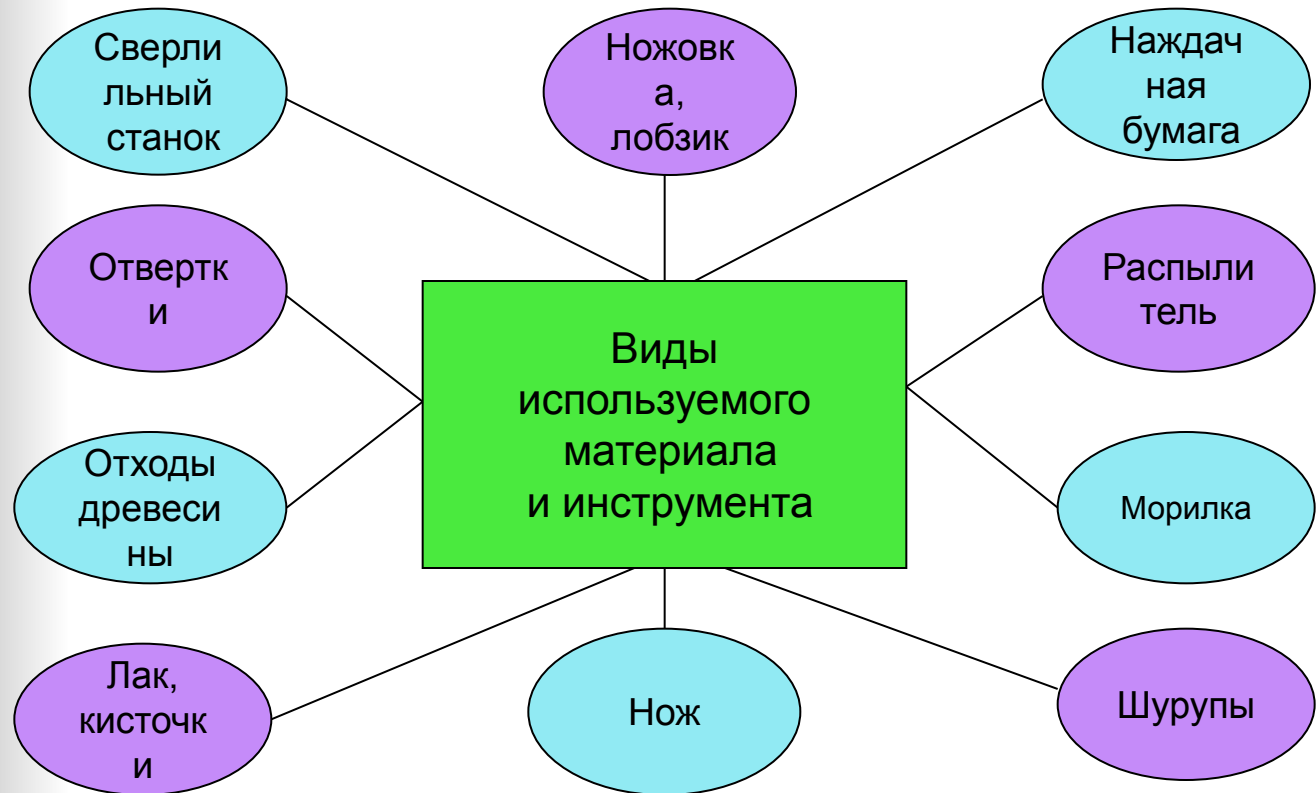 Сверли
льный
станок
Ножовк
а,
лобзик
Наждач
ная
бумага
Отвертк
и
Распыли
тель
Виды
используемого
материала
и инструмента
Отходы
древеси
ны
Морилка
Лак,
кисточк
и
Нож
Шурупы